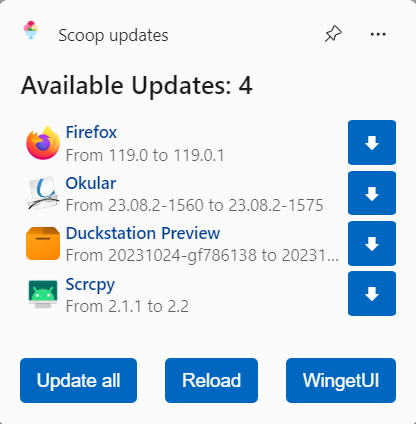 Scoop updates
Available Updates: 4
Firefox
From 119.0 to 119.0.1
Okular
From 23.08.2-1560 to 23.08.2-1575
Duckstation Preview
From 20231024-gf786138 to 20231...
Scrcpy
From 2.1.1 to 2.2
Update all
Reload
WingetUI